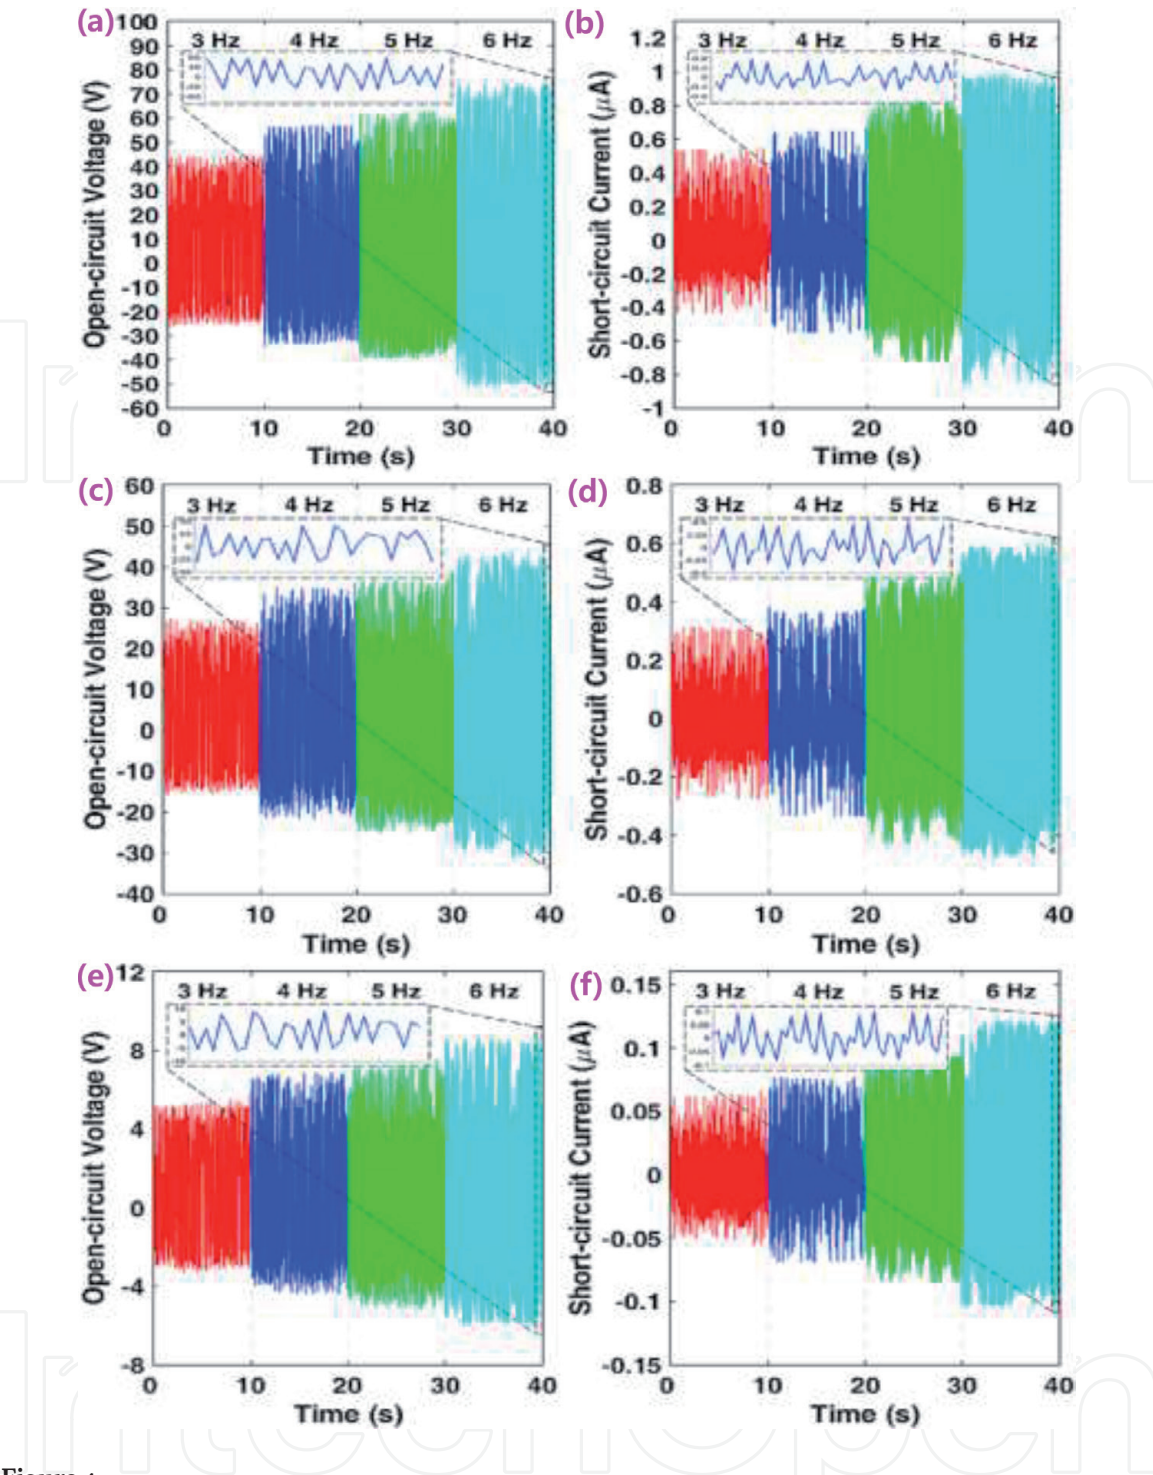 (a)
100
90
80
70
60
50
40
30
20
10
0
-10
-20
-30
-40
-50
-60
Open-circuit Voltage (V)
3 Hz 4 Hz 5 Hz 6 Hz
0 10 20 30 40
Time (s)
(b)
1.2
1
0.8
0.6
0.4
0.2
0
-0.2
-0.4
-0.6
-0.8
-1
Short-circuit Current (μA)
3 Hz 4 Hz 5 Hz 6 Hz
0 10 20 30 40
Time (s)
(c)
60
50
40
30
20
10
0
-10
-20
-30
-40
Open-circuit Voltage (V)
3 Hz 4 Hz 5 Hz 6 Hz
0 10 20 30 40
Time (s)
(d)
0.8
0.6
0.4
0.2
0
-0.2
-0.4
-0.6
Short-circuit Current (μA)
3 Hz 4 Hz 5 Hz 6 Hz
0 10 20 30 40
Time (s)
(e)
12
8
4
0
-4
-8
Open-circuit Voltage (V)
3 Hz 4 Hz 5 Hz 6 Hz
0 10 20 30 40
Time (s)
(f)
0.15
0.1
0.05
0
-0.05
-0.1
-0.15
Short-circuit Current (μA)
3 Hz 4 Hz 5 Hz 6 Hz
0 10 20 30 40
Time (s)